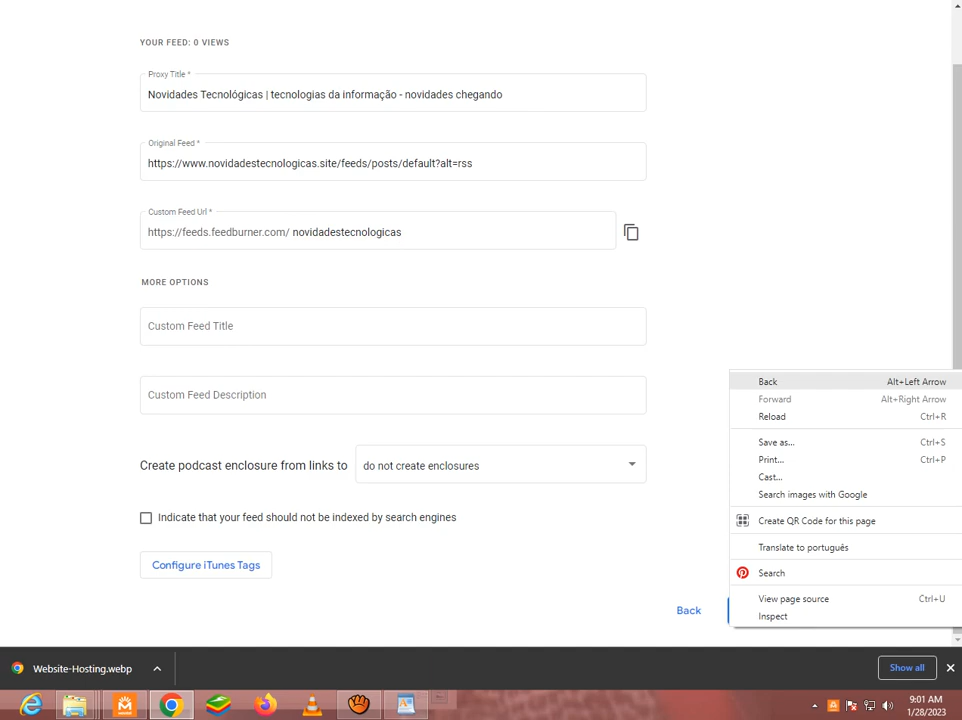 YOUR FEED: 0 VIEWS
Proxy Title *
Novidades Tecnológicas | tecnologias da informação - novidades chegando
Original Feed *
https://www.novidadestecnologicas.site/feeds/posts/default?alt=rss
Custom Feed Url *
https://feeds.feedburner.com/ novidadestecnologicas
MORE OPTIONS
Custom Feed Title
Custom Feed Description
Create podcast enclosure from links to do not create enclosures
Indicate that your feed should not be indexed by search engines
Configure iTunes Tags
Back
Back Alt+Left Arrow
Forward Alt+Right Arrow
Reload Ctrl+R
Save as... Ctrl+S
Print... Ctrl+P
Cast...
Search images with Google
Create QR Code for this page
Translate to português
Search
View page source Ctrl+U
Inspect
Website-Hosting.webp
Show all
9:01 AM
1/28/2023